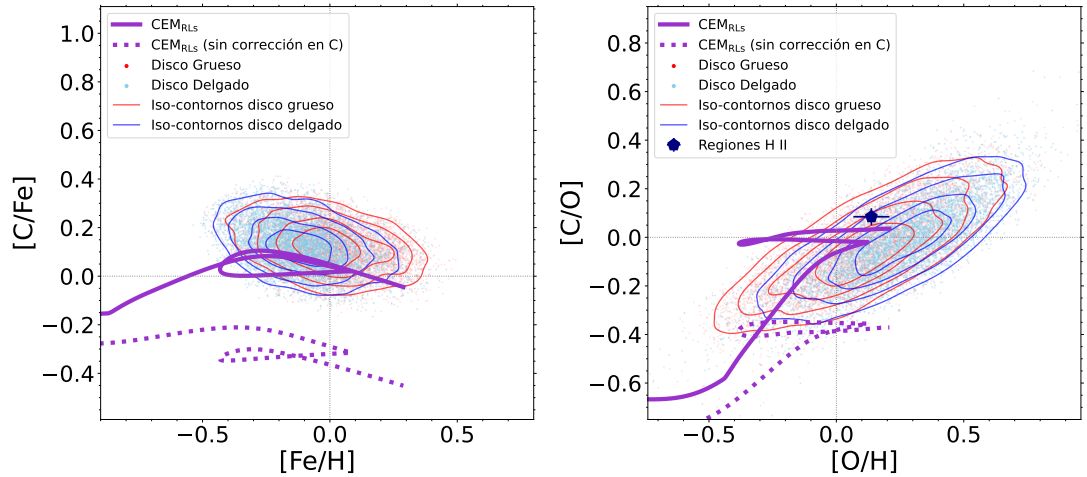 CEM_RLs
CEM_RLs (sin corrección en C)
Disco Grueso
Disco Delgado
Iso-contornos disco grueso
Iso-contornos disco delgado
1.0
0.8
0.6
0.4
0.2
0.0
−0.2
−0.4
[C/Fe]
−0.5
0.0
0.5
[Fe/H]
CEM_RLs
CEM_RLs (sin corrección en C)
Disco Grueso
Disco Delgado
Iso-contornos disco grueso
Iso-contornos disco delgado
Regiones H II
0.8
0.6
0.4
0.2
0.0
−0.2
−0.4
−0.6
[C/O]
−0.5
0.0
0.5
[O/H]